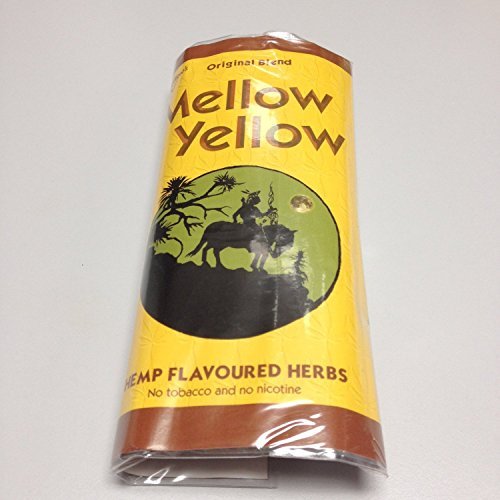 Original Blend
Mellow
Yellow
HEMP FLAVOURED HERBS
No tobacco and no nicotine